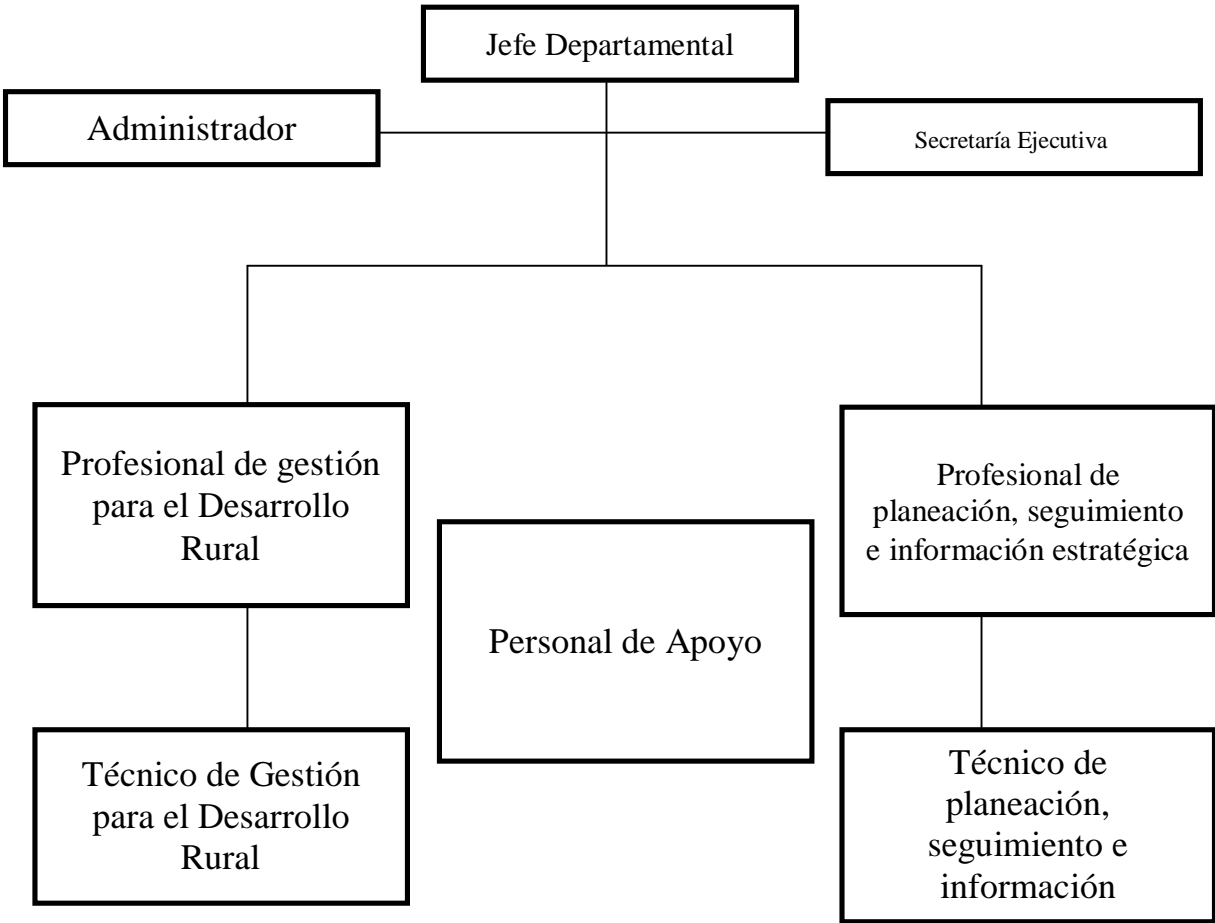 Jefe Departamental
Administrador
Secretaría Ejecutiva
Profesional de gestión
para el Desarrollo
Rural
Profesional de
planeación, seguimiento
e información estratégica
Personal de Apoyo
Técnico de Gestión
para el Desarrollo
Rural
Técnico de
planeación,
seguimiento e
información